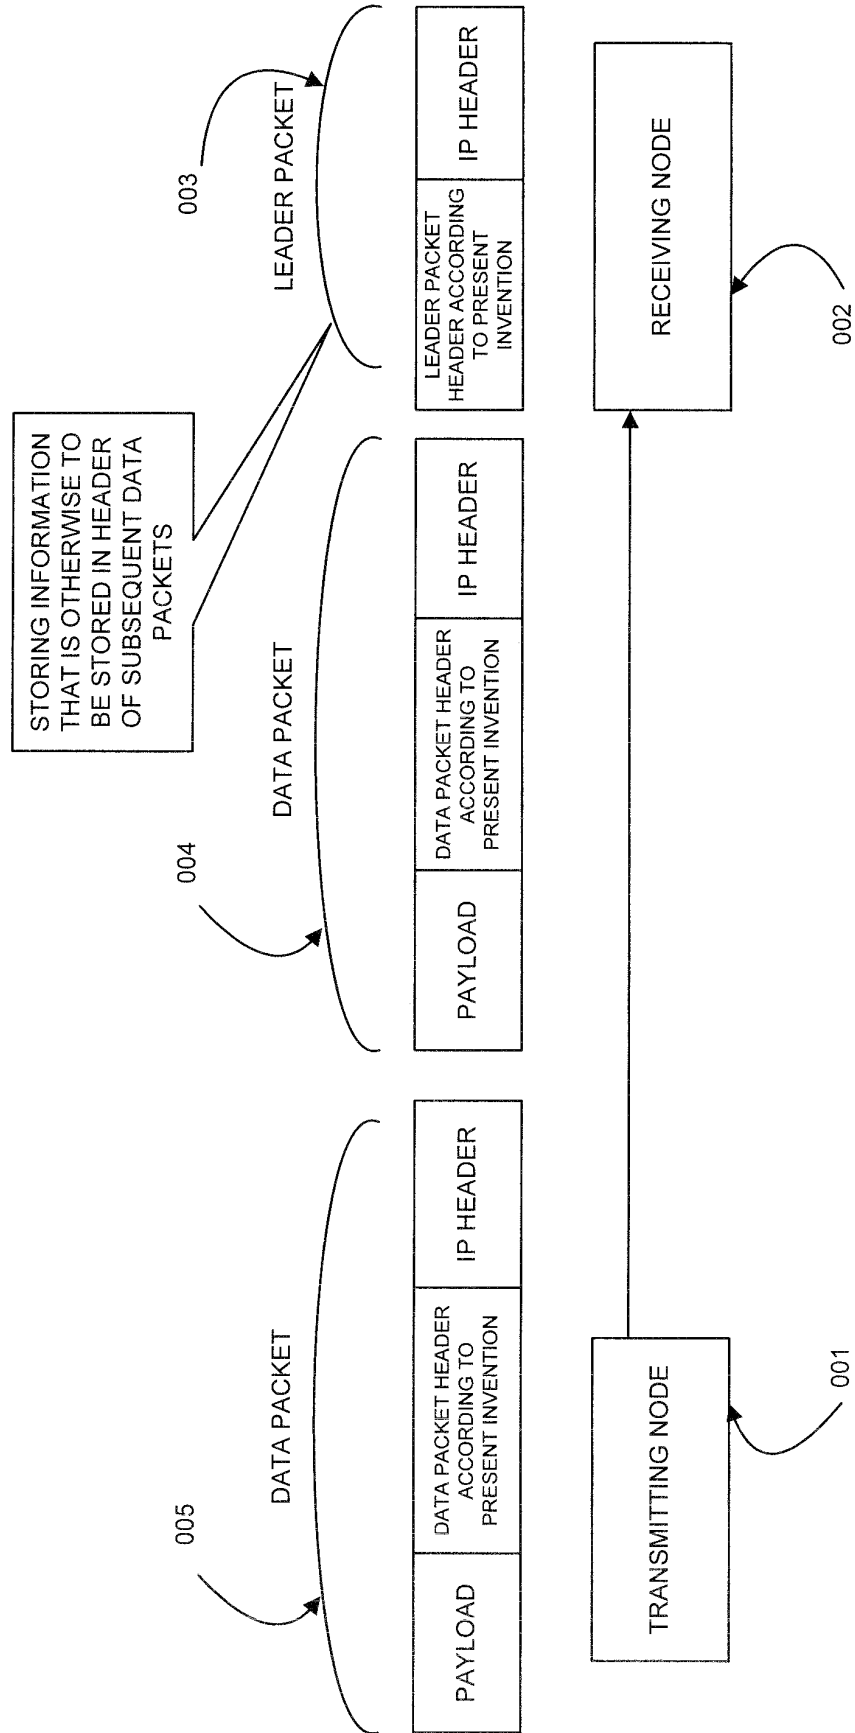 STORING INFORMATION
THAT IS OTHERWISE TO
BE STORED IN HEADER
OF SUBSEQUENT DATA
PACKETS
005
004
003
DATA PACKET
DATA PACKET
LEADER PACKET
PAYLOAD
DATA PACKET HEADER
ACCORDING TO
PRESENT INVENTION
IP HEADER
PAYLOAD
DATA PACKET HEADER
ACCORDING TO
PRESENT INVENTION
IP HEADER
LEADER PACKET
HEADER ACCORDING
TO PRESENT
INVENTION
IP HEADER
TRANSMITTING NODE
RECEIVING NODE
001
002